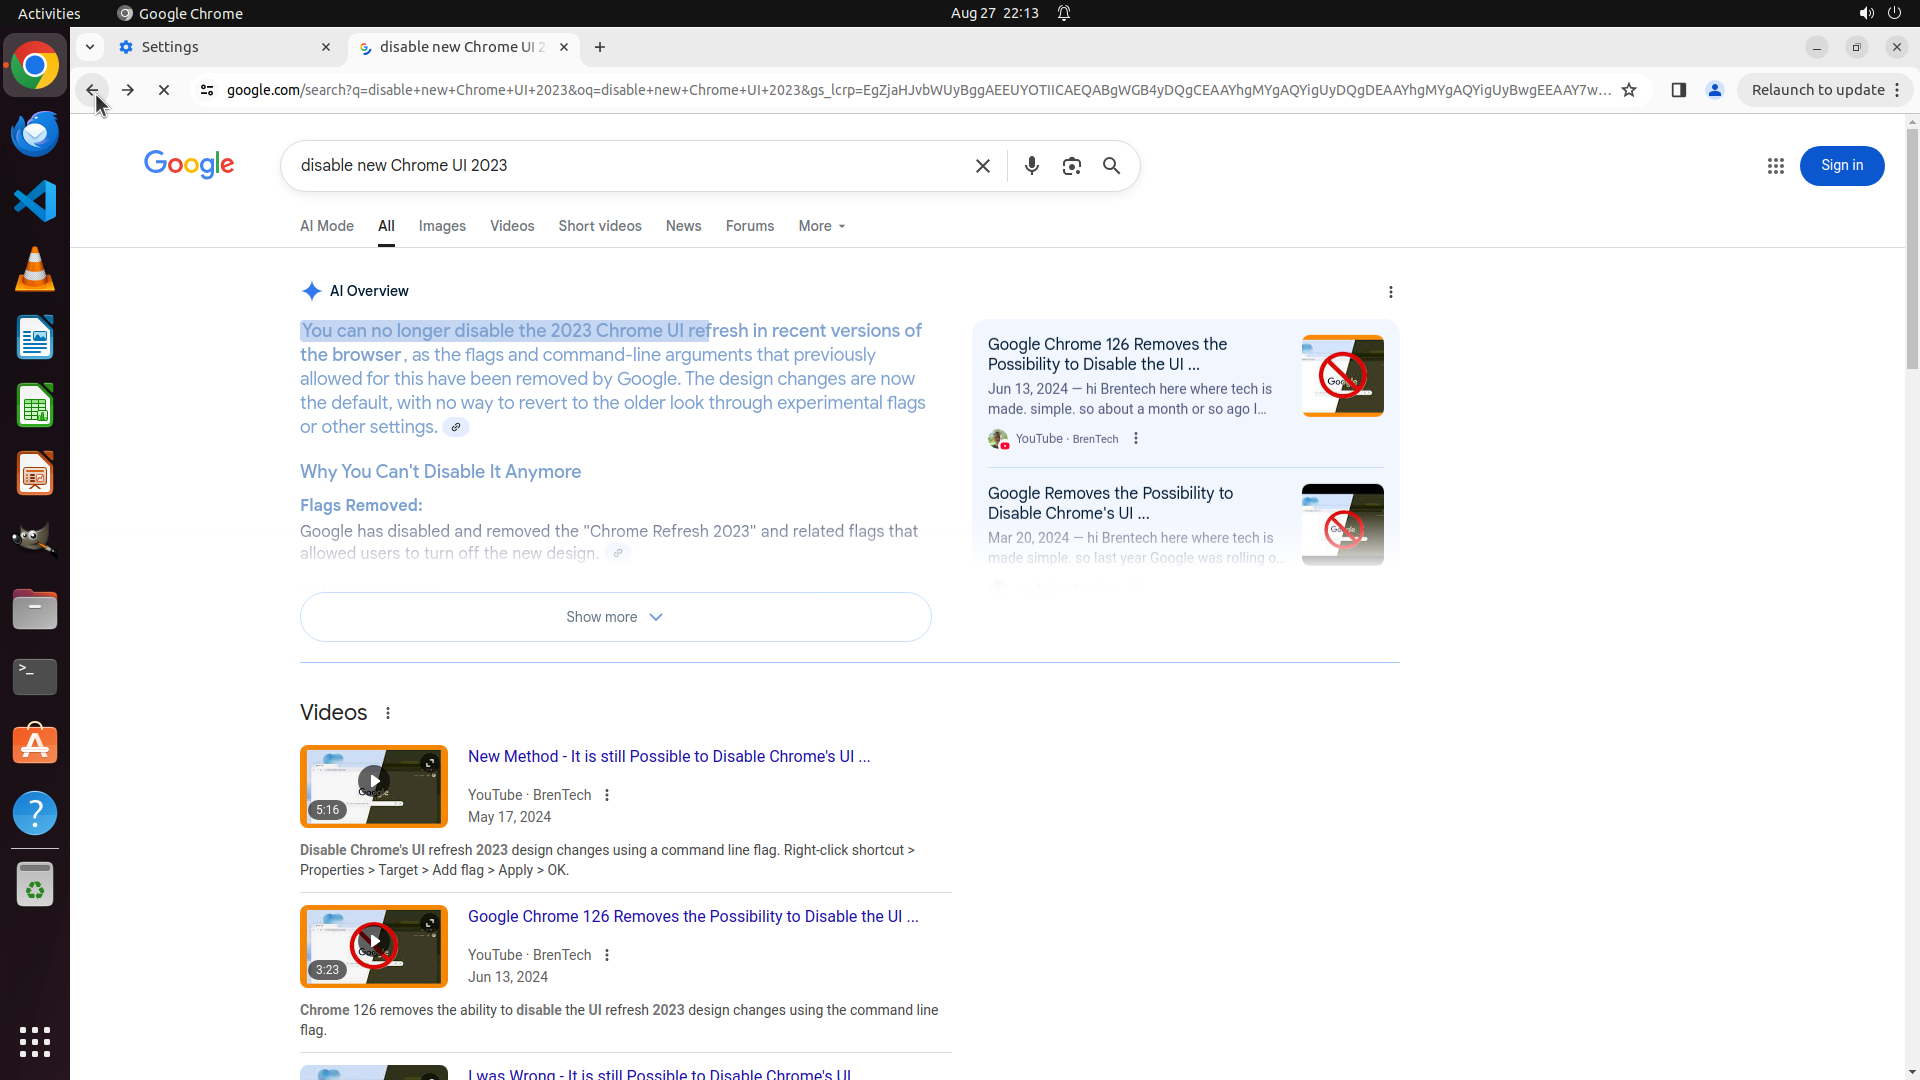 Activities
Google Chrome
Aug 27 22:13
Settings
disable new Chrome UI 2
google.com/search?q=disable+new+Chrome+UI+2023&oq=disable+new+Chrome+UI+2023&gs_lcrp=EgZjaHJvbWUyBggAEEUYOTIICAEQABgWGB4yDQgCEAAYhgMYgAQYigUyDQgDEAAYhgMYgAQYigUyBwgEEAAY7w...
Relaunch to update
Google
disable new Chrome UI 2023
Sign in
AI Mode
All
Images
Videos
Short videos
News
Forums
More
AI Overview
You can no longer disable the 2023 Chrome UI refresh in recent versions of
the browser, as the flags and command-line arguments that previously
allowed for this have been removed by Google. The design changes are now
the default, with no way to revert to the older look through experimental flags
or other settings.
Why You Can't Disable It Anymore
Flags Removed:
Google has disabled and removed the "Chrome Refresh 2023" and related flags that
allowed users to turn off the new design.
Show more
Google Chrome 126 Removes the
Possibility to Disable the UI ...
Jun 13, 2024 — hi Brentech here where tech is
made. simple. so about a month or so ago I...
YouTube · BrenTech
Google Removes the Possibility to
Disable Chrome's UI ...
Mar 20, 2024 — hi Brentech here where tech is
made simple. so last year Google was rolling o...
Videos
5:16
New Method - It is still Possible to Disable Chrome's UI ...
YouTube · BrenTech
May 17, 2024
Disable Chrome's UI refresh 2023 design changes using a command line flag. Right-click shortcut >
Properties > Target > Add flag > Apply > OK.
3:23
Google Chrome 126 Removes the Possibility to Disable the UI ...
YouTube · BrenTech
Jun 13, 2024
Chrome 126 removes the ability to disable the UI refresh 2023 design changes using the command line
flag.
I was Wrong - It is still Possible to Disable Chrome's UI